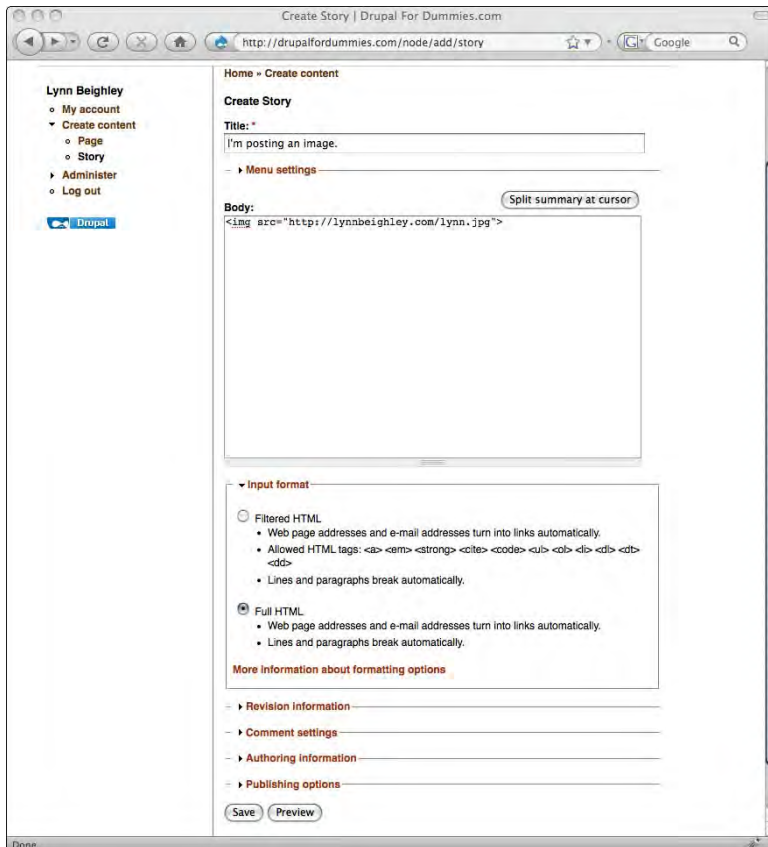 Create Story | Drupal For Dummies.com
http://drupalfordummies.com/node/add/story
G
Google
Lynn Beighley
My account
Create content
Page
Story
Administer
Log out
Drupal
Home » Create content
Create Story
Title: *
I'm posting an image.
Menu settings
Split summary at cursor
Body:
<img src="http://lynnbeighley.com/lynn.jpg">
Input format
Filtered HTML
• Web page addresses and e-mail addresses turn into links automatically.
• Allowed HTML tags: <a> <em> <strong> <cite> <code> <ul> <ol> <li> <dl> <dt>
<dd>
• Lines and paragraphs break automatically.
Full HTML
• Web page addresses and e-mail addresses turn into links automatically.
• Lines and paragraphs break automatically.
More information about formatting options
Revision information
Comment settings
Authoring information
Publishing options
Save
Preview
Done